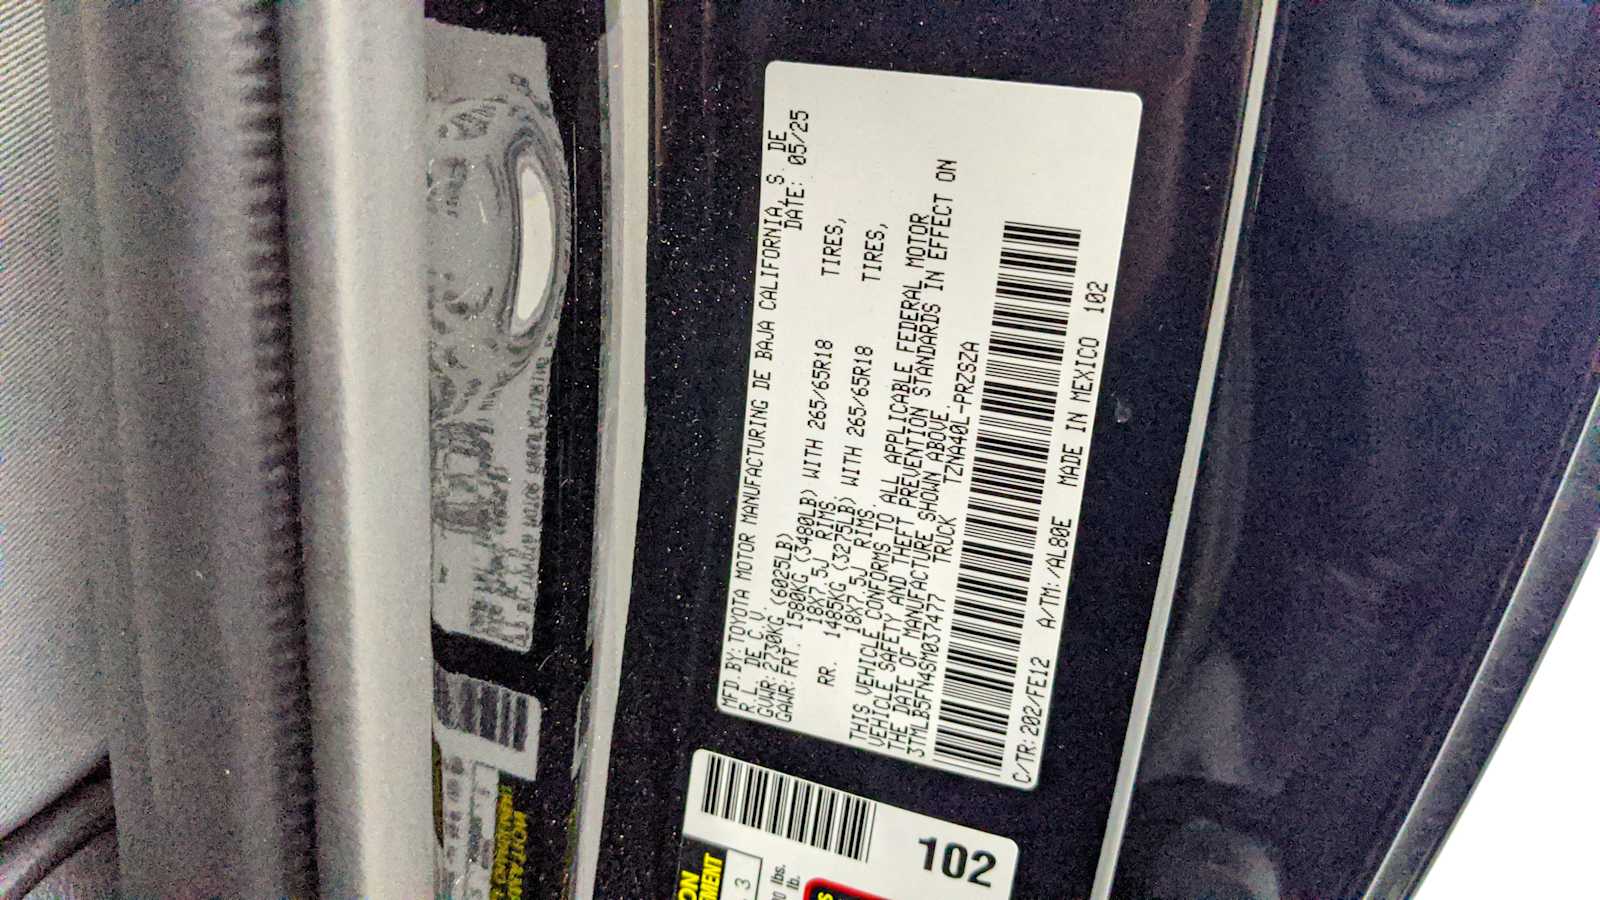 MFD. BY: TOYOTA MOTOR MANUFACTURING DE BAJA CALIFORNIA, S. DE
R. L. DE C. V. DATE: 05/25
GVWR: 2730KG (6025LB)
GAWR: FRT. 1580KG (3480LB) WITH 265/65R18 TIRES,
18X7.5J RIMS.
RR. 1485KG (3275LB) WITH 265/65R18 TIRES,
18X7.5J RIMS.
THIS VEHICLE CONFORMS TO ALL APPLICABLE FEDERAL MOTOR
VEHICLE SAFETY AND THEFT PREVENTION STANDARDS IN EFFECT ON
THE DATE OF MANUFACTURE SHOWN ABOVE.
3TMLB5FN4SM037477 TRUCK TZNA40L-PRZSZA
C/TR: 202/FE12 A/TM: /AL80E MADE IN MEXICO 102
102